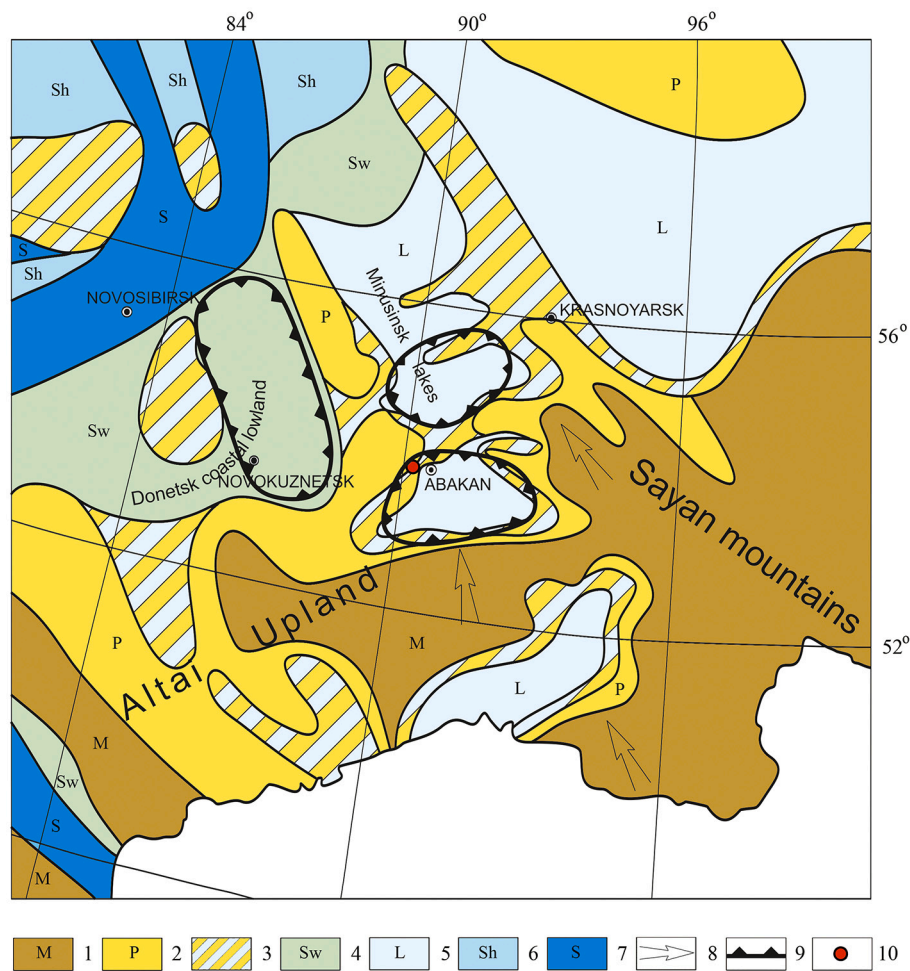 84° 90° 96°
Sh
Sh
Sh
P
Sw
S
L
L
S
Sh
NOVOSIBIRSK
Minusinsk
lakes
P
KRASNOYARSK
56°
Sw
Donetsk coastal lowland
NOVOKUZNETSK
ABAKAN
Sayan mountains
Altai Upland
P
M
52°
L
P
M
Sw
S
M
M 1 P 2 3 Sw 4 L 5 Sh 6 S 7 8 9 10